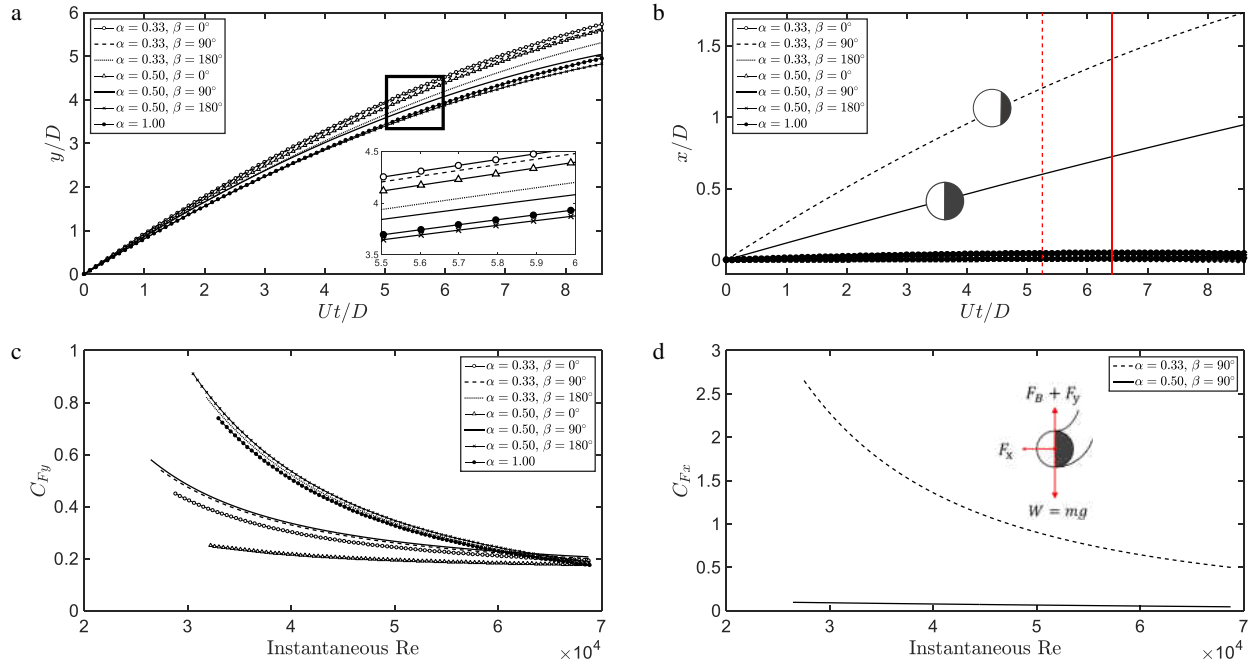 a
6
5
4
3
2
1
0
y/D
α = 0.33, β = 0°
α = 0.33, β = 90°
α = 0.33, β = 180°
α = 0.50, β = 0°
α = 0.50, β = 90°
α = 0.50, β = 180°
α = 1.00
4.5
4
3.5
5.5 5.6 5.7 5.8 5.9 6
0 1 2 3 4 5 6 7 8
Ut/D
b
1.5
1
0.5
0
x/D
α = 0.33, β = 0°
α = 0.33, β = 90°
α = 0.33, β = 180°
α = 0.50, β = 0°
α = 0.50, β = 90°
α = 0.50, β = 180°
α = 1.00
0 1 2 3 4 5 6 7 8
Ut/D
c
1
0.8
0.6
0.4
0.2
0
C_{Fy}
α = 0.33, β = 0°
α = 0.33, β = 90°
α = 0.33, β = 180°
α = 0.50, β = 0°
α = 0.50, β = 90°
α = 0.50, β = 180°
α = 1.00
2 3 4 5 6 7
Instantaneous Re ×10⁴
d
3
2.5
2
1.5
1
0.5
0
C_{Fx}
α = 0.33, β = 90°
α = 0.50, β = 90°
F_B + F_y
F_x
W = mg
2 3 4 5 6 7
Instantaneous Re ×10⁴